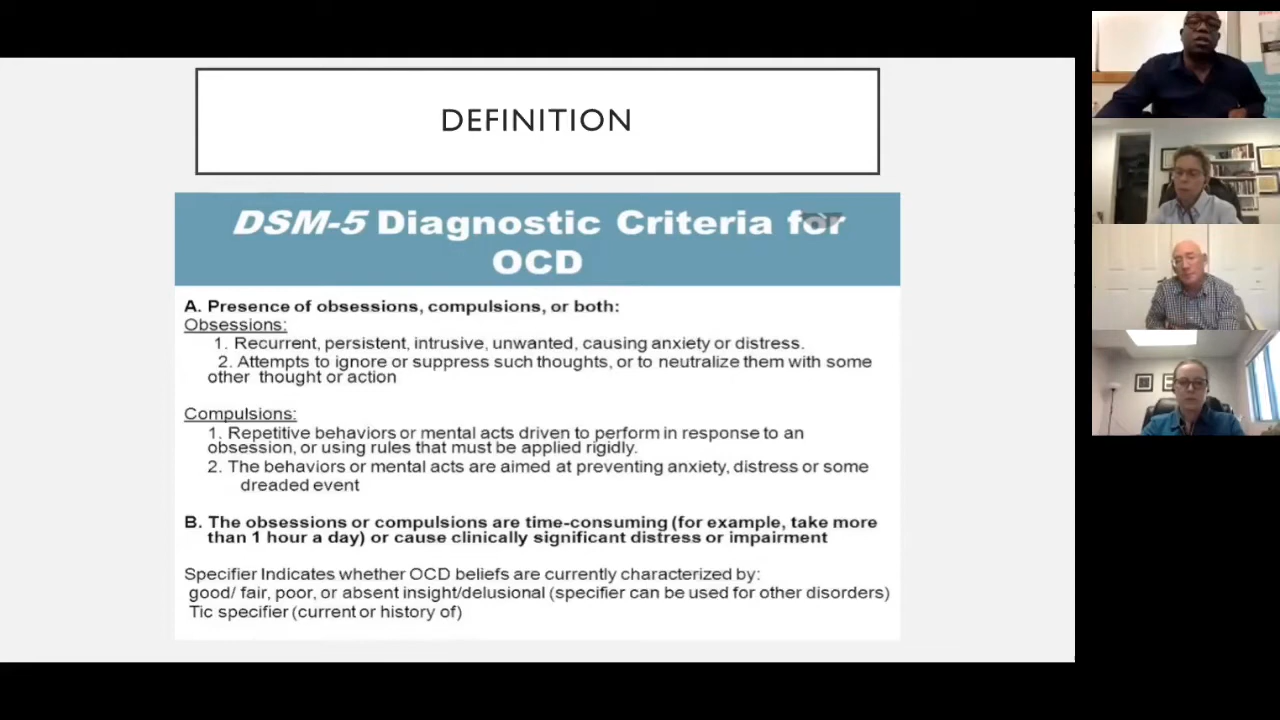 DEFINITION
DSM-5 Diagnostic Criteria for
OCD
A. Presence of obsessions, compulsions, or both:
Obsessions:
1. Recurrent, persistent, intrusive, unwanted, causing anxiety or distress.
2. Attempts to ignore or suppress such thoughts, or to neutralize them with some
other thought or action
Compulsions:
1. Repetitive behaviors or mental acts driven to perform in response to an
obsession, or using rules that must be applied rigidly.
2. The behaviors or mental acts are aimed at preventing anxiety, distress or some
dreaded event
B. The obsessions or compulsions are time-consuming (for example, take more
than 1 hour a day) or cause clinically significant distress or impairment
Specifier Indicates whether OCD beliefs are currently characterized by:
good/ fair, poor, or absent insight/delusional (specifier can be used for other disorders)
Tic specifier (current or history of)